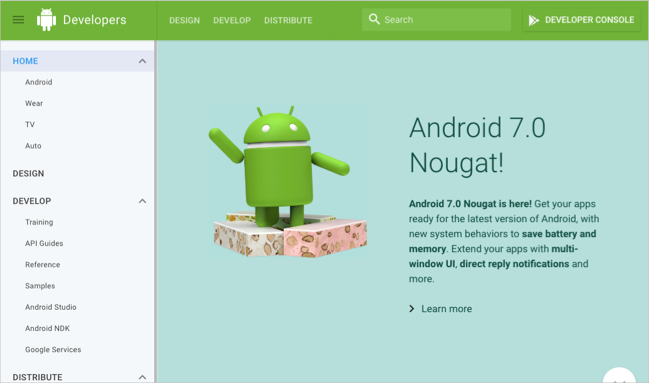 Developers
DESIGN DEVELOP DISTRIBUTE
Search
DEVELOPER CONSOLE
HOME
Android
Wear
TV
Auto
DESIGN
DEVELOP
Training
API Guides
Reference
Samples
Android Studio
Android NDK
Google Services
DISTRIBUTE
Android 7.0
Nougat!
Android 7.0 Nougat is here! Get your apps
ready for the latest version of Android, with
new system behaviors to save battery and
memory. Extend your apps with multi-
window UI, direct reply notifications and
more.
Learn more